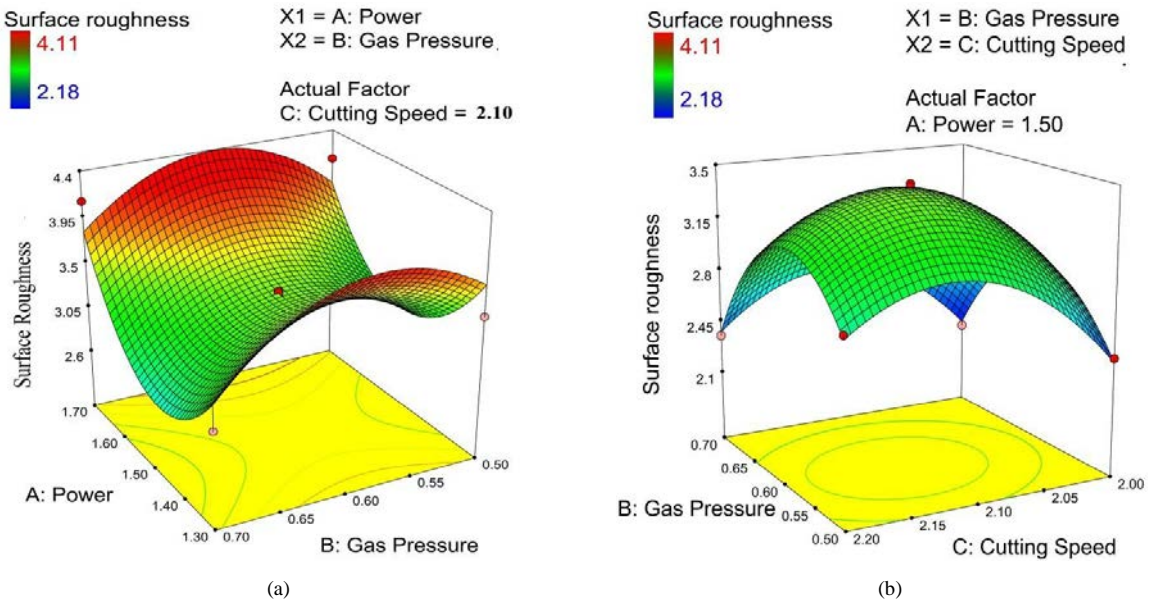 Surface roughness
4.11
2.18
X1 = A: Power
X2 = B: Gas Pressure
Actual Factor
C: Cutting Speed = 2.10
4.4
3.95
3.5
3.05
2.6
Surface Roughness
1.70
1.60
1.50
1.40
1.30
A: Power
0.70
0.65
0.60
0.55
0.50
B: Gas Pressure
(a)
Surface roughness
4.11
2.18
X1 = B: Gas Pressure
X2 = C: Cutting Speed
Actual Factor
A: Power = 1.50
3.5
3.15
2.8
2.45
2.1
Surface roughness
0.70
0.65
0.60
0.55
0.50
B: Gas Pressure
2.20
2.15
2.10
2.05
2.00
C: Cutting Speed
(b)